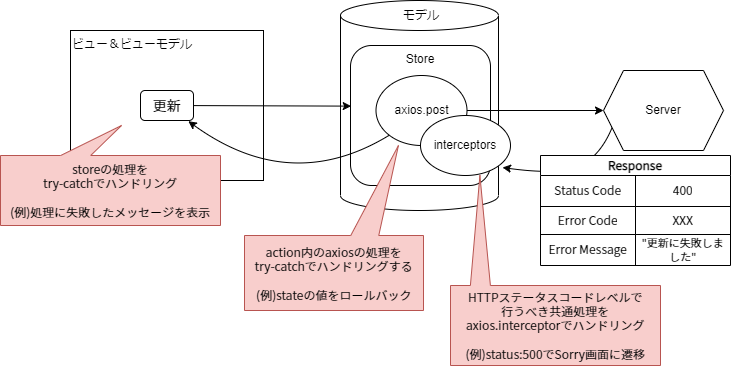 モデル
ビュー＆ビューモデル
Store
更新
axios.post
interceptors
Server
storeの処理を
try-catchでハンドリング
(例)処理に失敗したメッセージを表示
Response
Status Code 400
Error Code XXX
Error Message "更新に失敗しま
した"
action内のaxiosの処理を
try-catchでハンドリングする
(例)stateの値をロールバック
HTTPステータスコードレベルで
行うべき共通処理を
axios.interceptorでハンドリング
(例)status:500でSorry画面に遷移